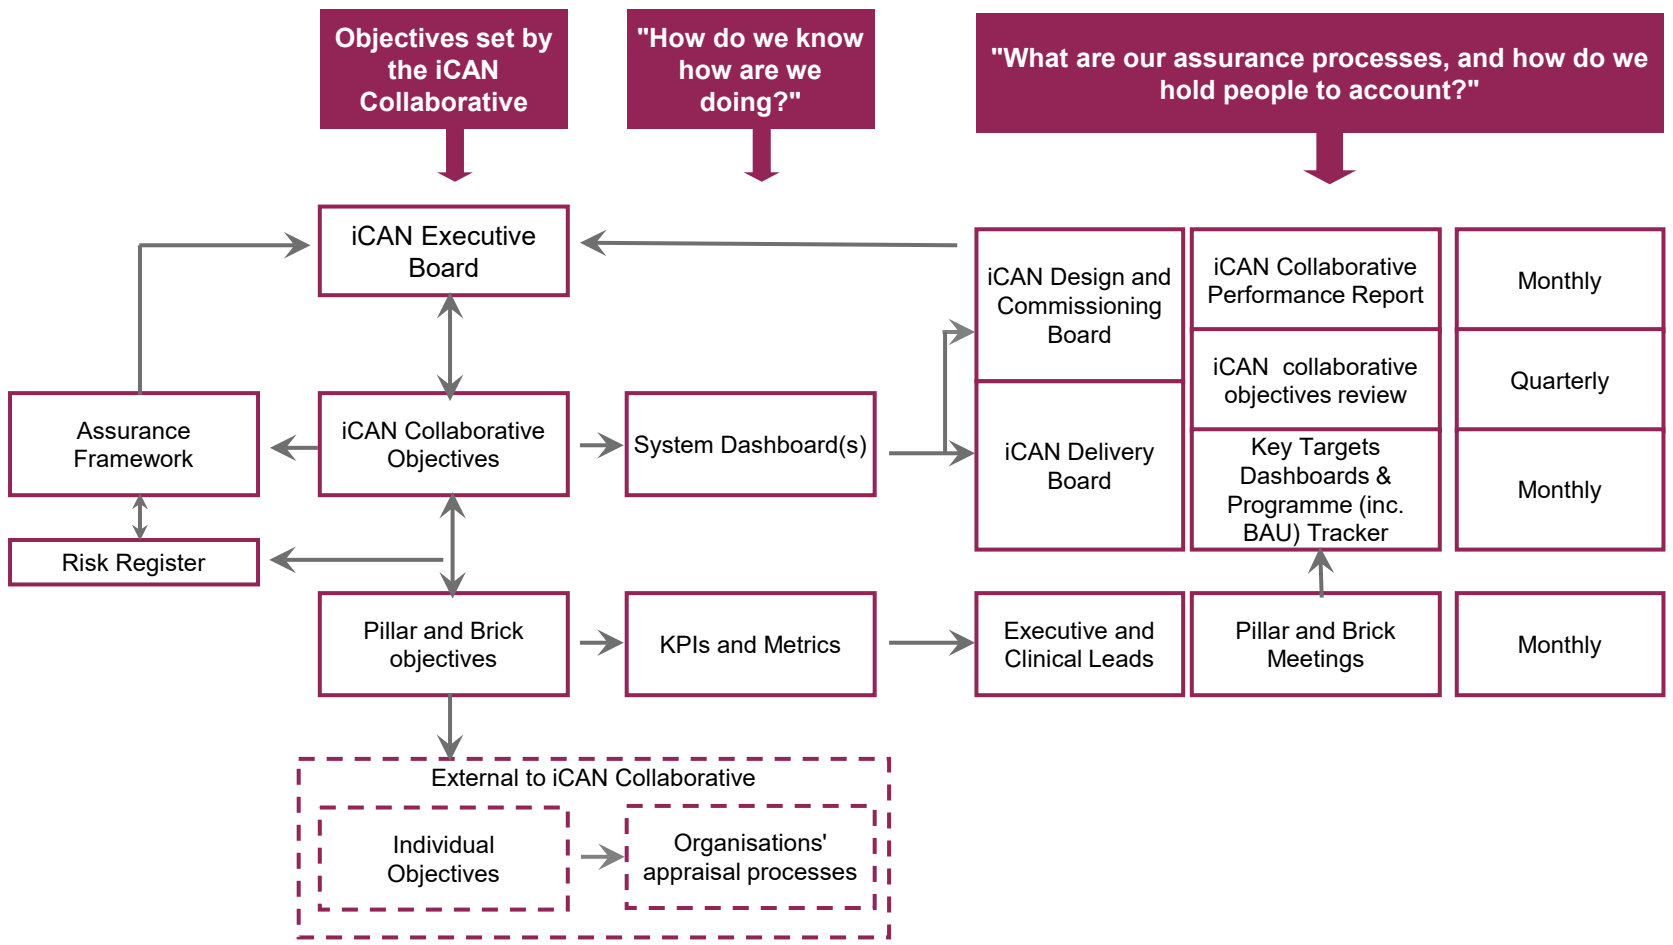 Objectives set by
the iCAN
Collaborative
"How do we know
how are we
doing?"
"What are our assurance processes, and how do we
hold people to account?"
iCAN Executive
Board
iCAN Design and
Commissioning
Board
iCAN Collaborative
Performance Report
Monthly
iCAN collaborative
objectives review
Quarterly
Assurance
Framework
iCAN Collaborative
Objectives
System Dashboard(s)
iCAN Delivery
Board
Key Targets
Dashboards &
Programme (inc.
BAU) Tracker
Monthly
Risk Register
Pillar and Brick
objectives
KPIs and Metrics
Executive and
Clinical Leads
Pillar and Brick
Meetings
Monthly
External to iCAN Collaborative
Individual
Objectives
Organisations'
appraisal processes